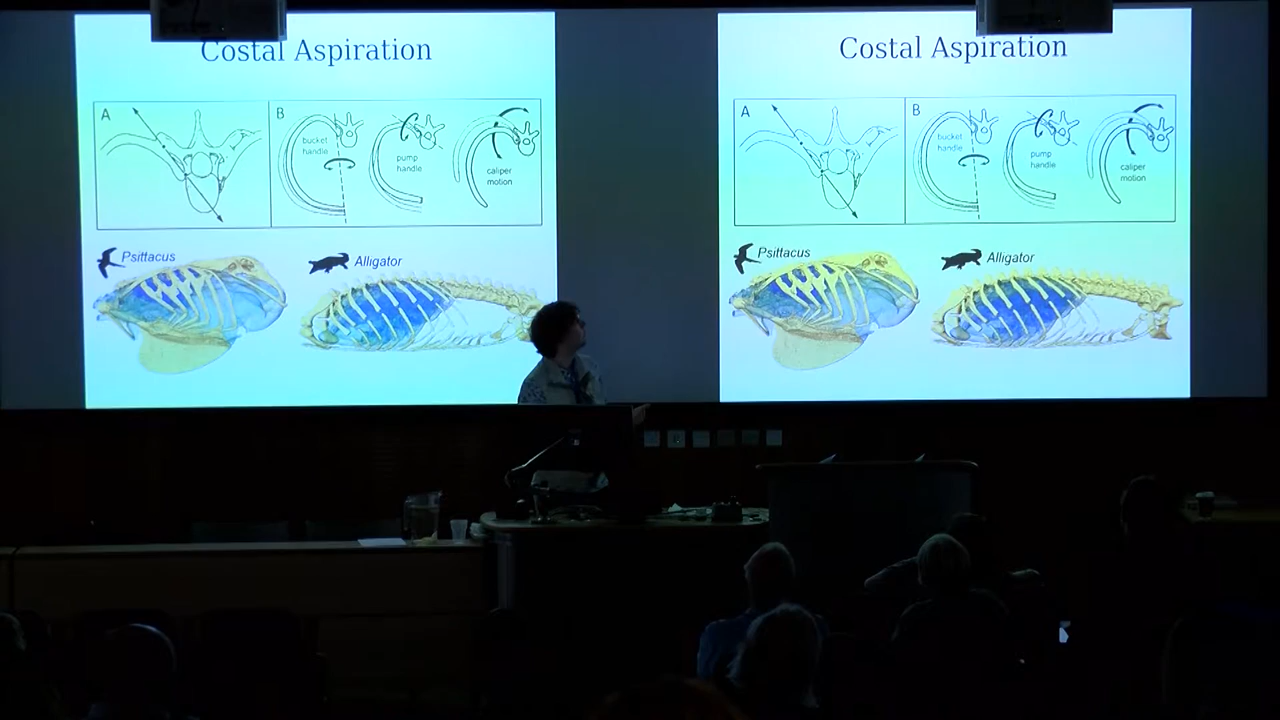 Costal Aspiration
A
B
bucket
handle
pump
handle
caliper
motion
Psittacus
Alligator
Costal Aspiration
A
B
bucket
handle
pump
handle
caliper
motion
Psittacus
Alligator